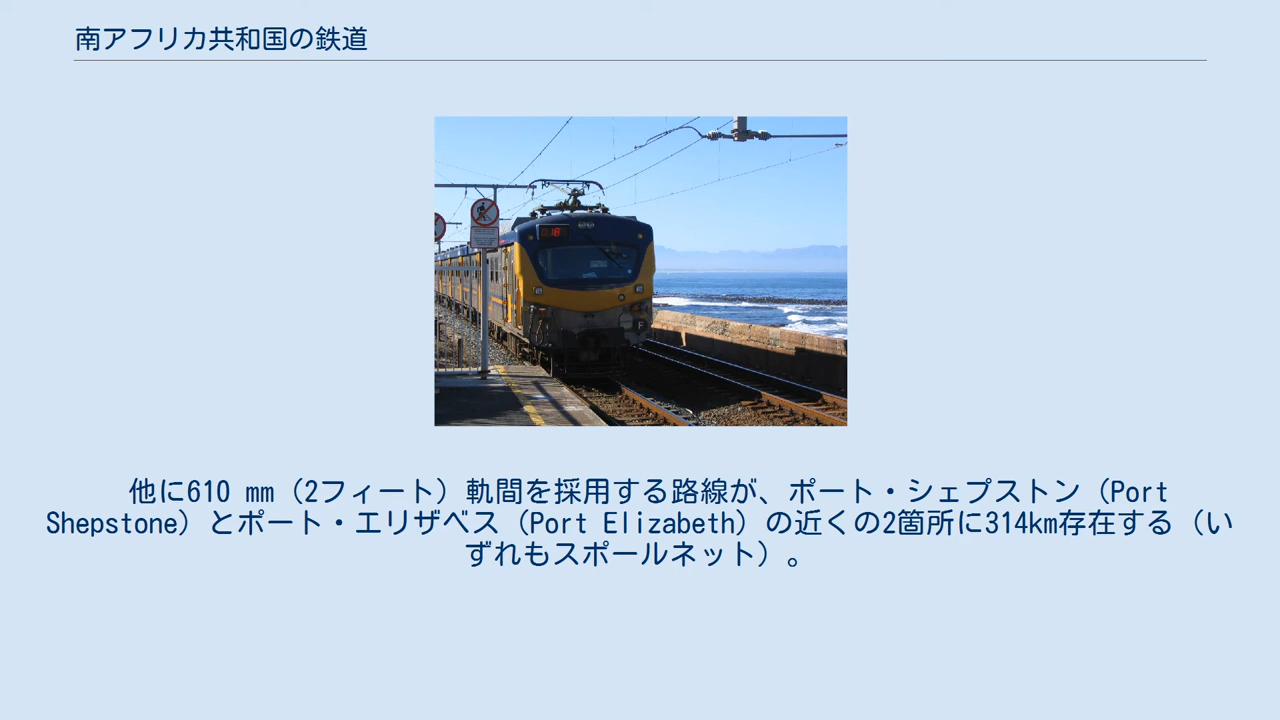 南アフリカ共和国の鉄道
018
F
他に610 mm（2フィート）軌間を採用する路線が、ポート・シェプストン（Port
Shepstone）とポート・エリザベス（Port Elizabeth）の近くの2箇所に314km存在する（い
ずれもスポールネット）。